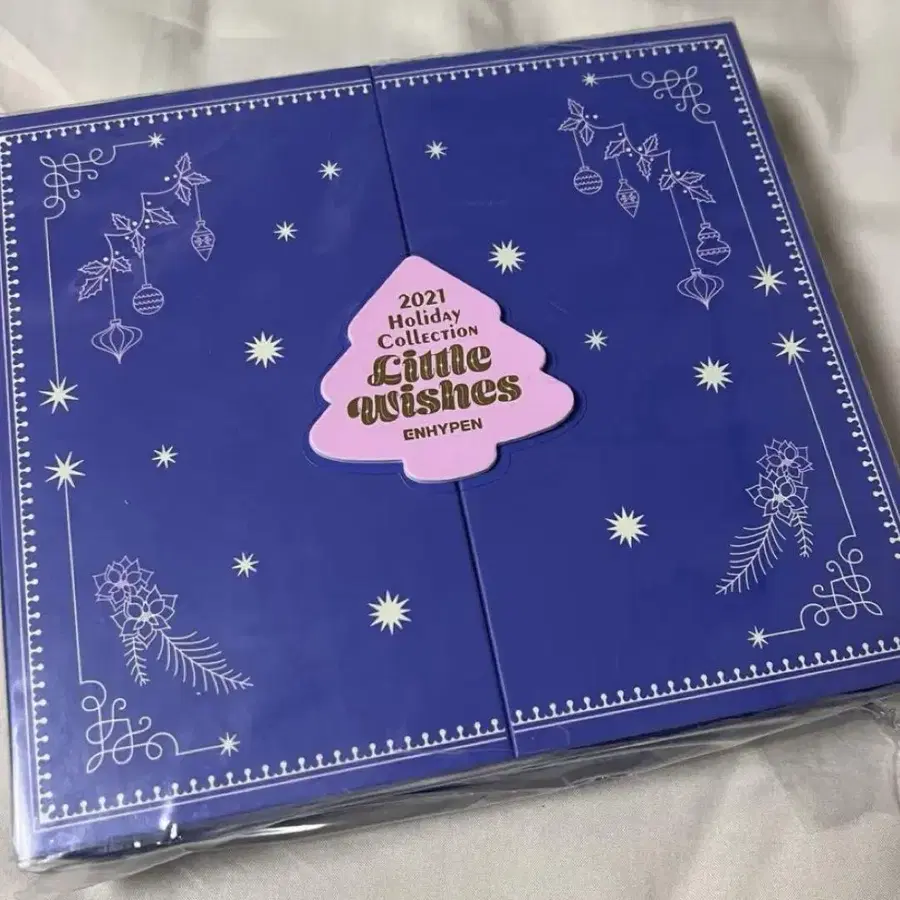 2021
Holiday
Collection
Little
Wishes
ENHYPEN